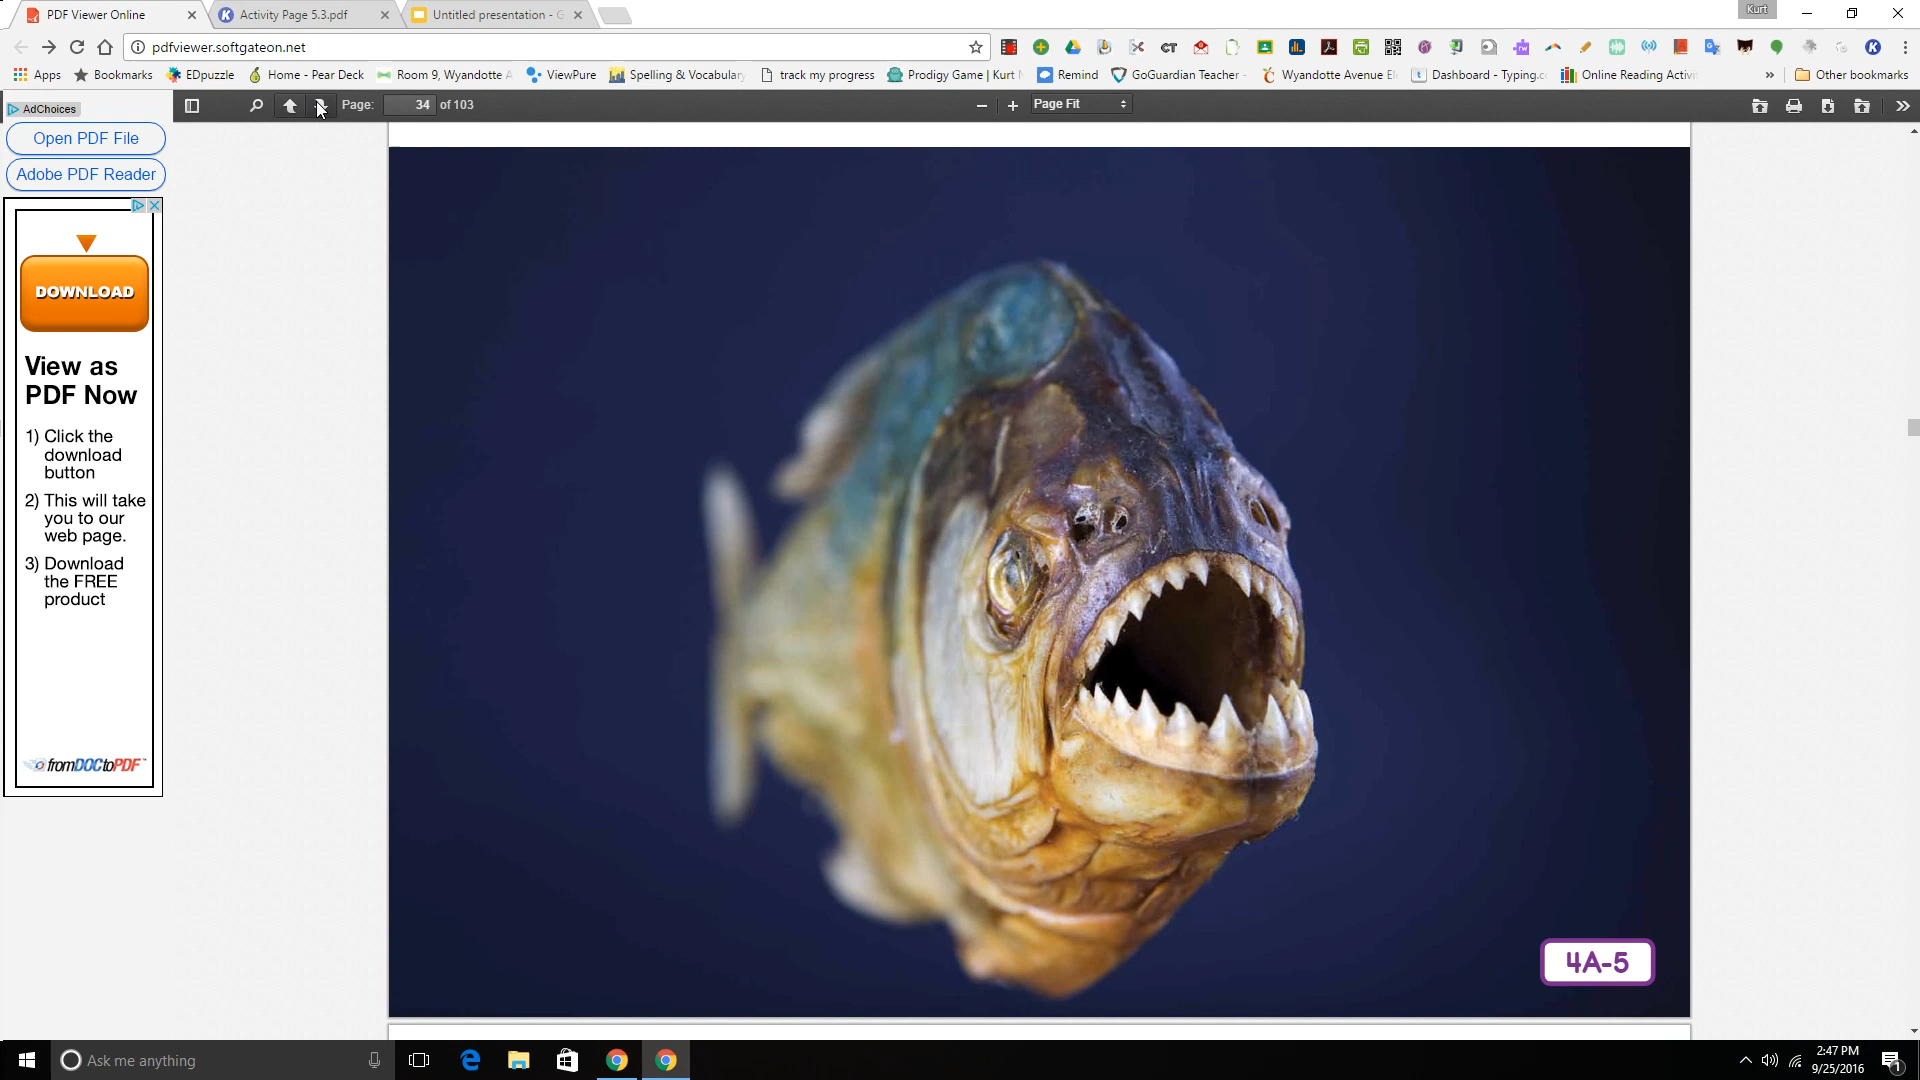 PDF Viewer Online
Activity Page 5.3.pdf
Untitled presentation - G
Kurt
pdfviewer.softgateon.net
Apps
Bookmarks
EDpuzzle
Home - Pear Deck
Room 9, Wyandotte A
ViewPure
Spelling & Vocabulary
track my progress
Prodigy Game | Kurt
Remind
GoGuardian Teacher -
Wyandotte Avenue El
Dashboard - Typing.c
Online Reading Activi
»
Other bookmarks
AdChoices
Page: 34 of 103
Page Fit
Open PDF File
Adobe PDF Reader
DOWNLOAD
View as
PDF Now
1) Click the
download
button
2) This will take
you to our
web page.
3) Download
the FREE
product
fromDOCtoPDF
4A-5
Ask me anything
2:47 PM
9/25/2016
1